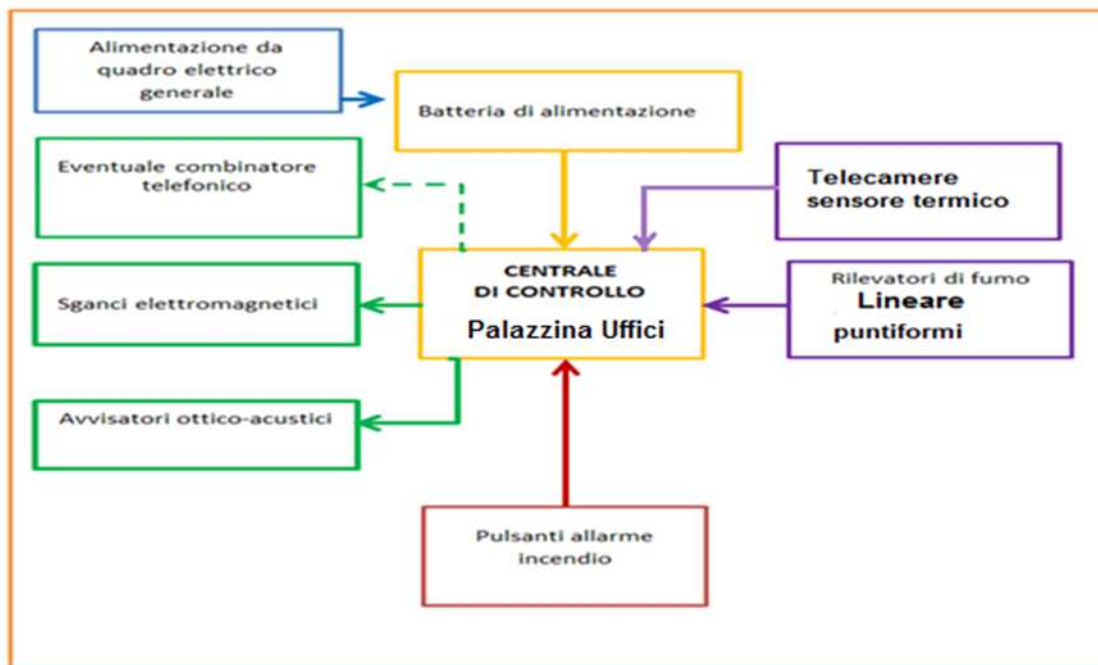 Alimentazione da
quadro elettrico
generale
Batteria di alimentazione
Eventuale combinatore
telefonico
Telecamere
sensore termico
CENTRALE
DI CONTROLLO
Palazzina Uffici
Sganci elettromagnetici
Rilevatori di fumo
Lineare
puntiformi
Avvisatori ottico-acustici
Pulsanti allarme
incendio